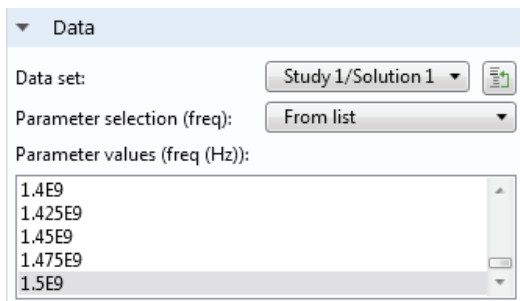 Data
Data set: Study 1/Solution 1
Parameter selection (freq): From list
Parameter values (freq (Hz)):
1.4E9
1.425E9
1.45E9
1.475E9
1.5E9